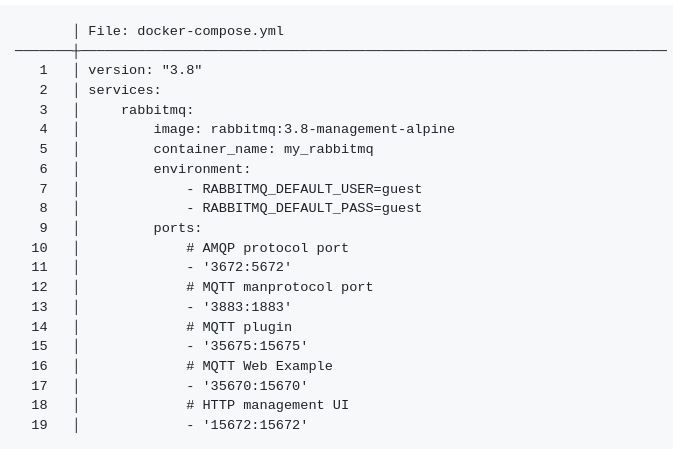 File: docker-compose.yml
1 version: "3.8"
2 services:
3     rabbitmq:
4         image: rabbitmq:3.8-management-alpine
5         container_name: my_rabbitmq
6         environment:
7             - RABBITMQ_DEFAULT_USER=guest
8             - RABBITMQ_DEFAULT_PASS=guest
9         ports:
10             # AMQP protocol port
11             - '3672:5672'
12             # MQTT manprotocol port
13             - '3883:1883'
14             # MQTT plugin
15             - '35675:15675'
16             # MQTT Web Example
17             - '35670:15670'
18             # HTTP management UI
19             - '15672:15672'